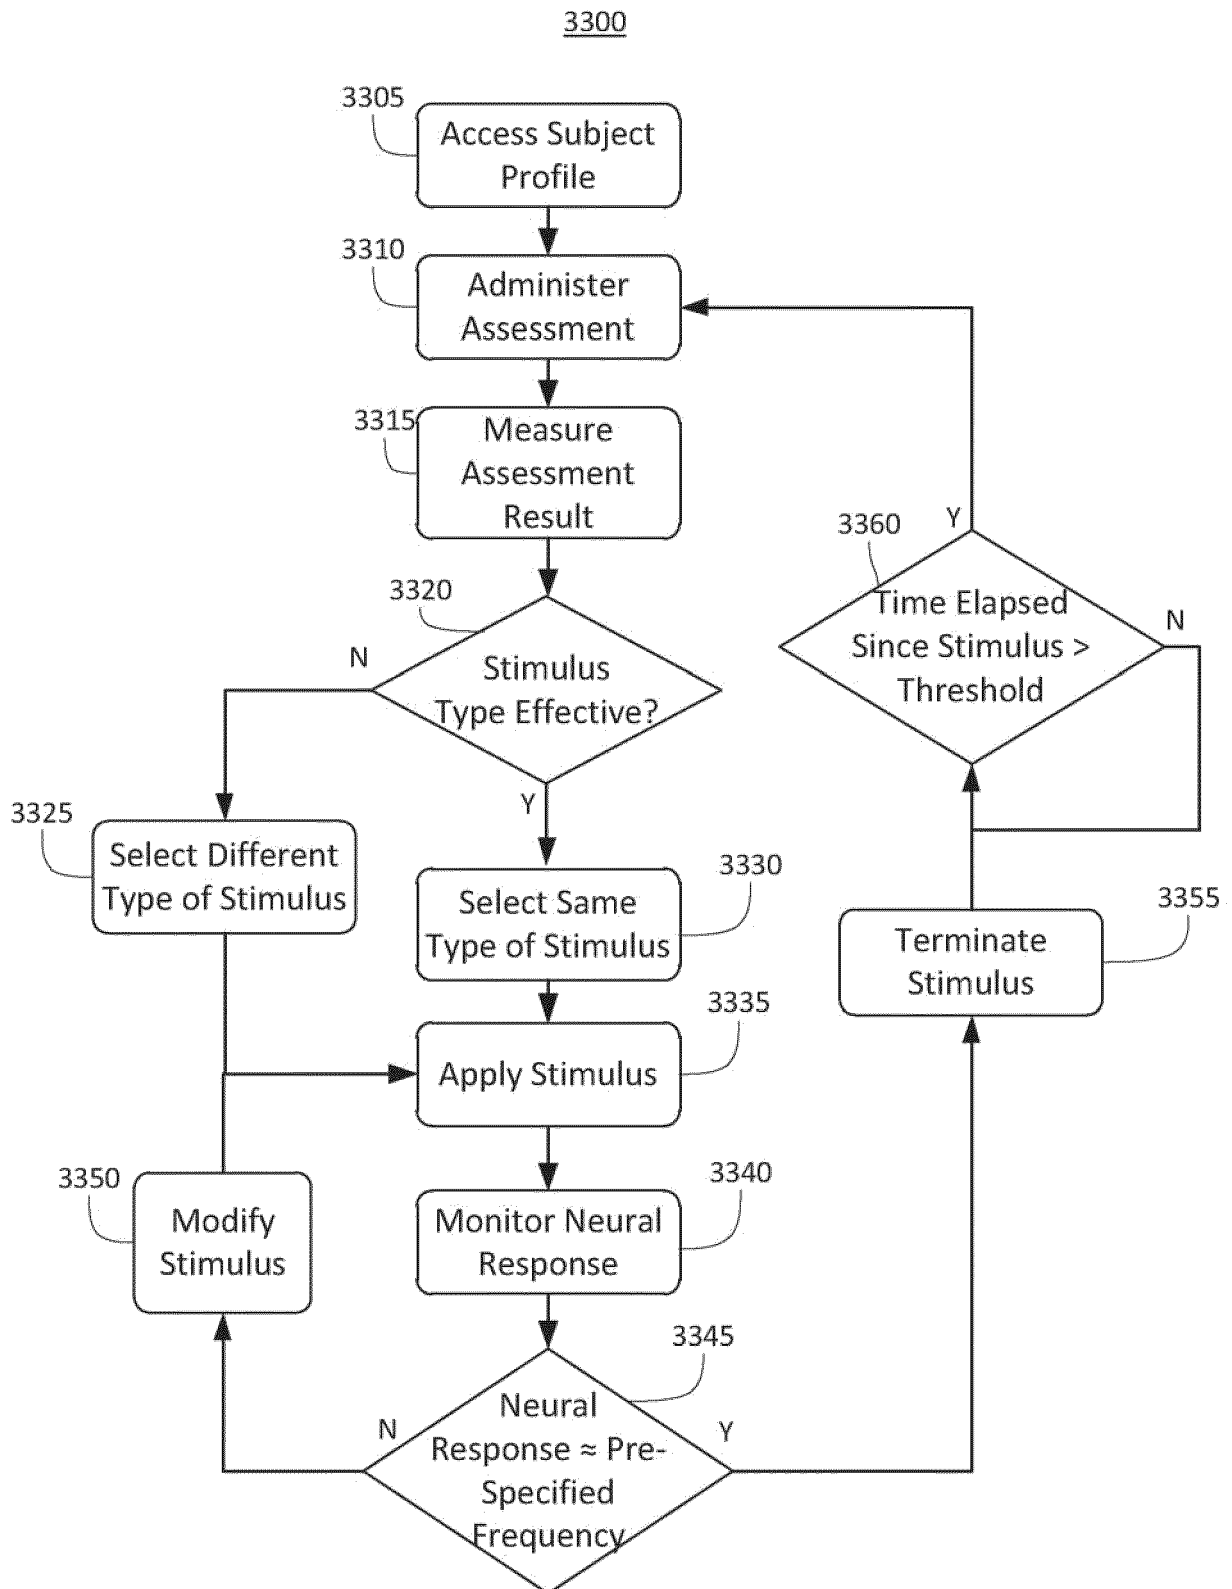 3300
3305
Access Subject
Profile
3310
Administer
Assessment
3315
Measure
Assessment
Result
3320
N
Stimulus
Type Effective?
Y
3325
Select Different
Type of Stimulus
3330
Select Same
Type of Stimulus
3335
Apply Stimulus
3340
Monitor Neural
Response
3345
Neural
Response ≈ Pre-
Specified
Frequency
N
Y
3350
Modify
Stimulus
3355
Terminate
Stimulus
3360
Y
Time Elapsed
Since Stimulus >
Threshold
N